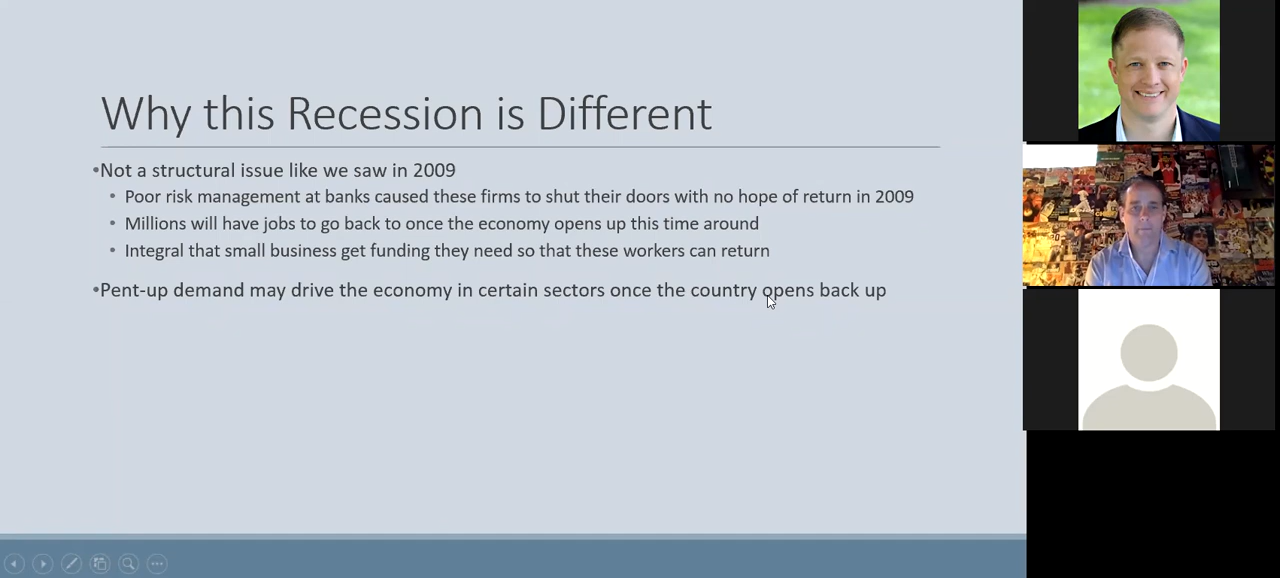 Why this Recession is Different
•Not a structural issue like we saw in 2009
• Poor risk management at banks caused these firms to shut their doors with no hope of return in 2009
• Millions will have jobs to go back to once the economy opens up this time around
• Integral that small business get funding they need so that these workers can return
•Pent-up demand may drive the economy in certain sectors once the country opens back up